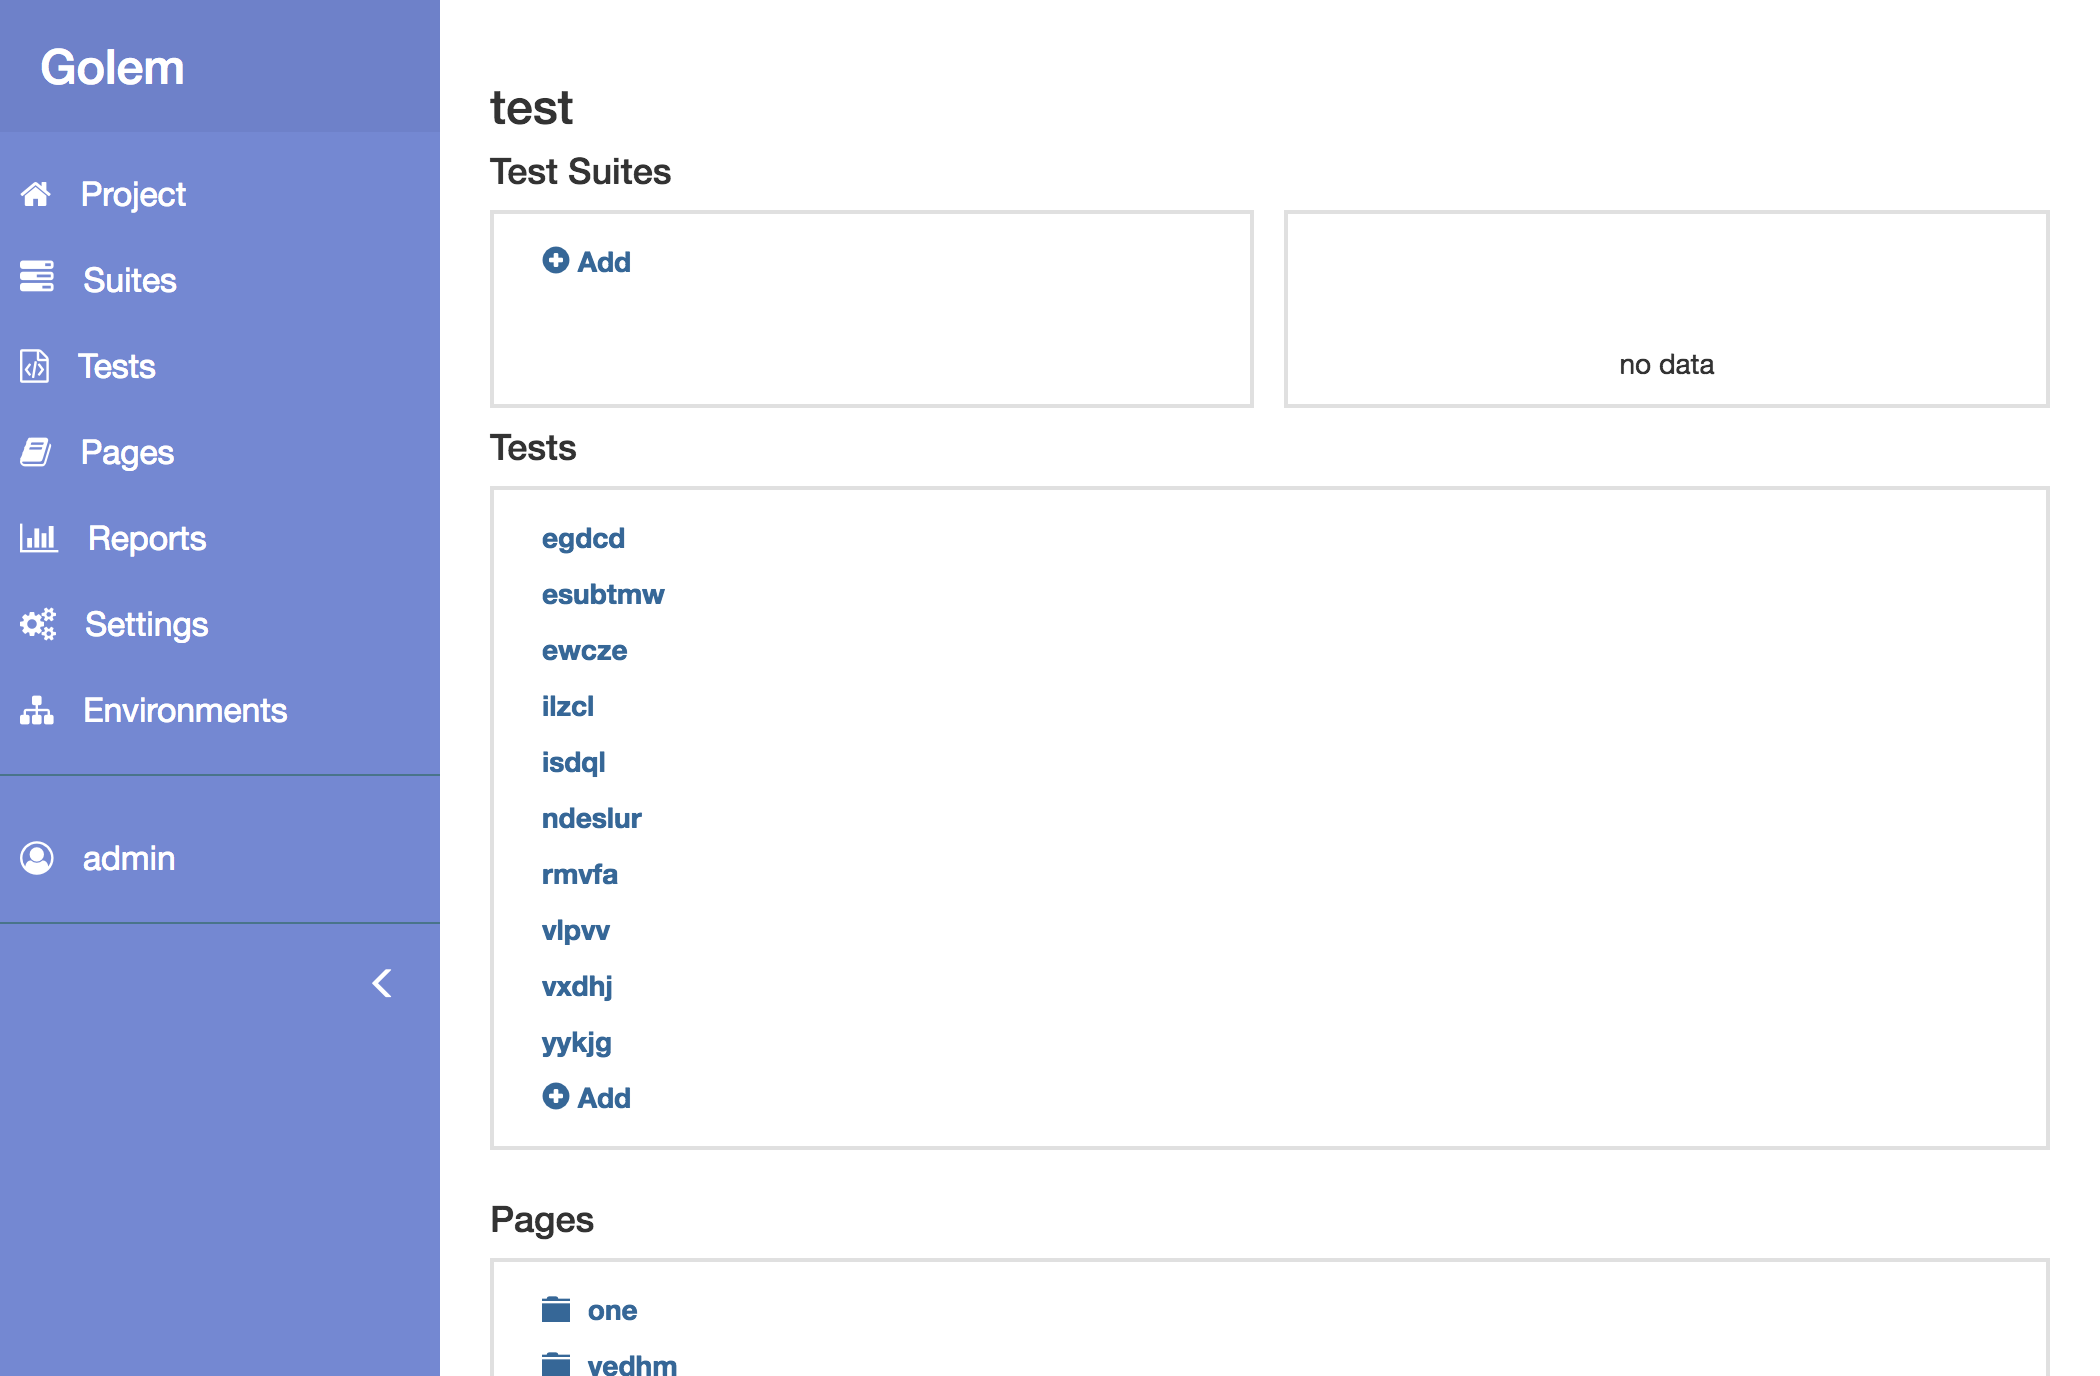 Golem
Project
Suites
Tests
Pages
Reports
Settings
Environments
admin
test
Test Suites
Add
no data
Tests
egdcd
esubtmw
ewcze
ilzcl
isdql
ndeslur
rmvfa
vlpvv
vxdhj
yykjg
Add
Pages
one
vedhm